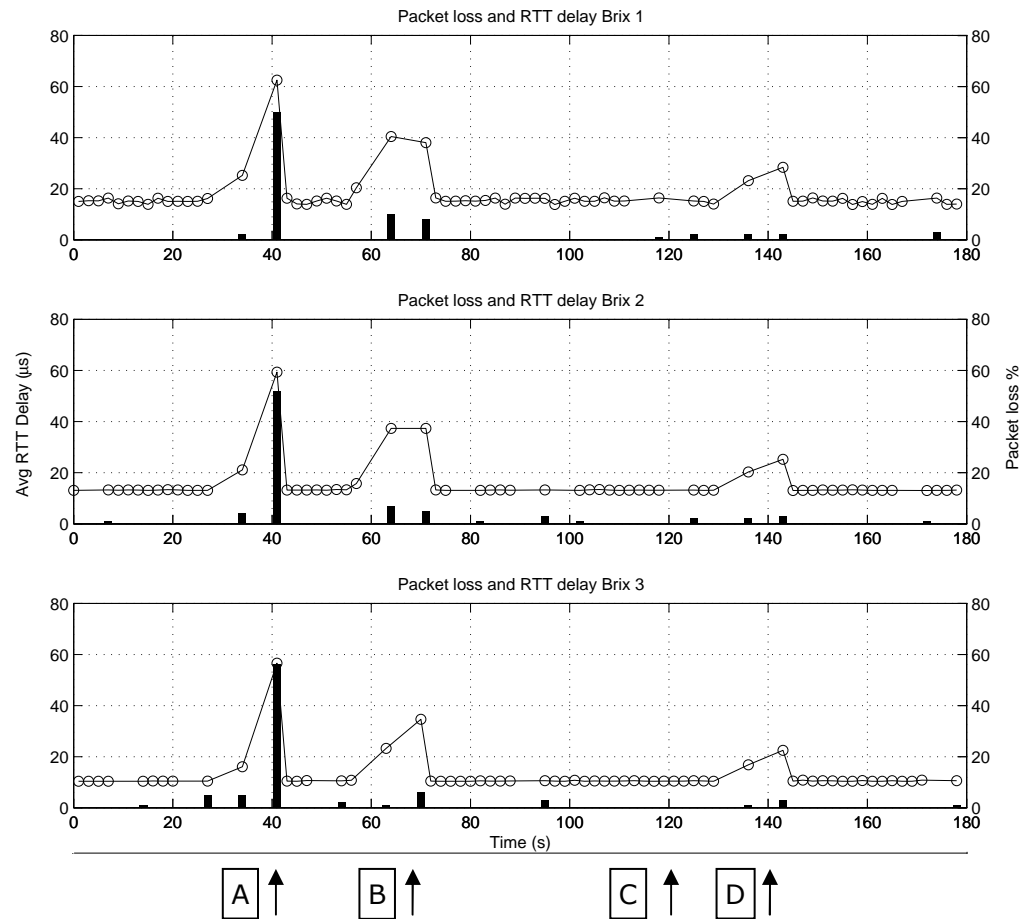 Packet loss and RTT delay Brix 1
80 80
60 60
40 40
20 20
0 0
0 20 40 60 80 100 120 140 160 180
Packet loss and RTT delay Brix 2
80 80
60 60
40 40
20 20
0 0
0 20 40 60 80 100 120 140 160 180
Avg RTT Delay (µs)
Packet loss %
Packet loss and RTT delay Brix 3
80 80
60 60
40 40
20 20
0 0
0 20 40 60 80 100 120 140 160 180
Time (s)
A B C D